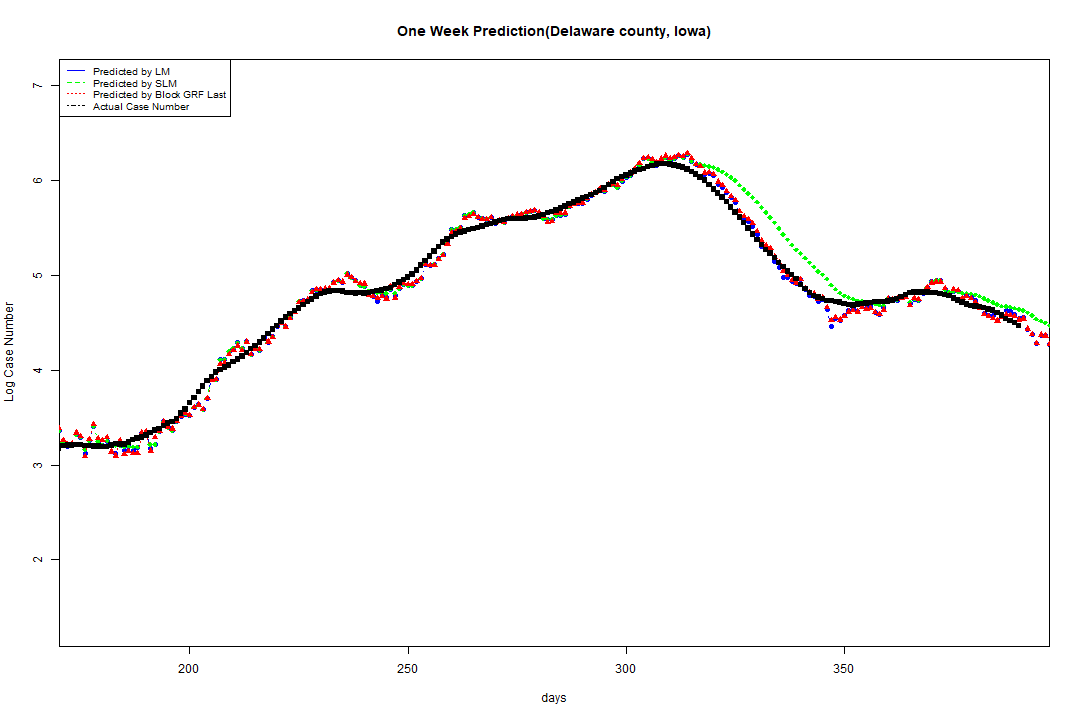 One Week Prediction(Delaware county, Iowa)
Predicted by LM
Predicted by SLM
Predicted by Block GRF Last
Actual Case Number
7
6
5
4
3
2
Log Case Number
200 250 300 350
days